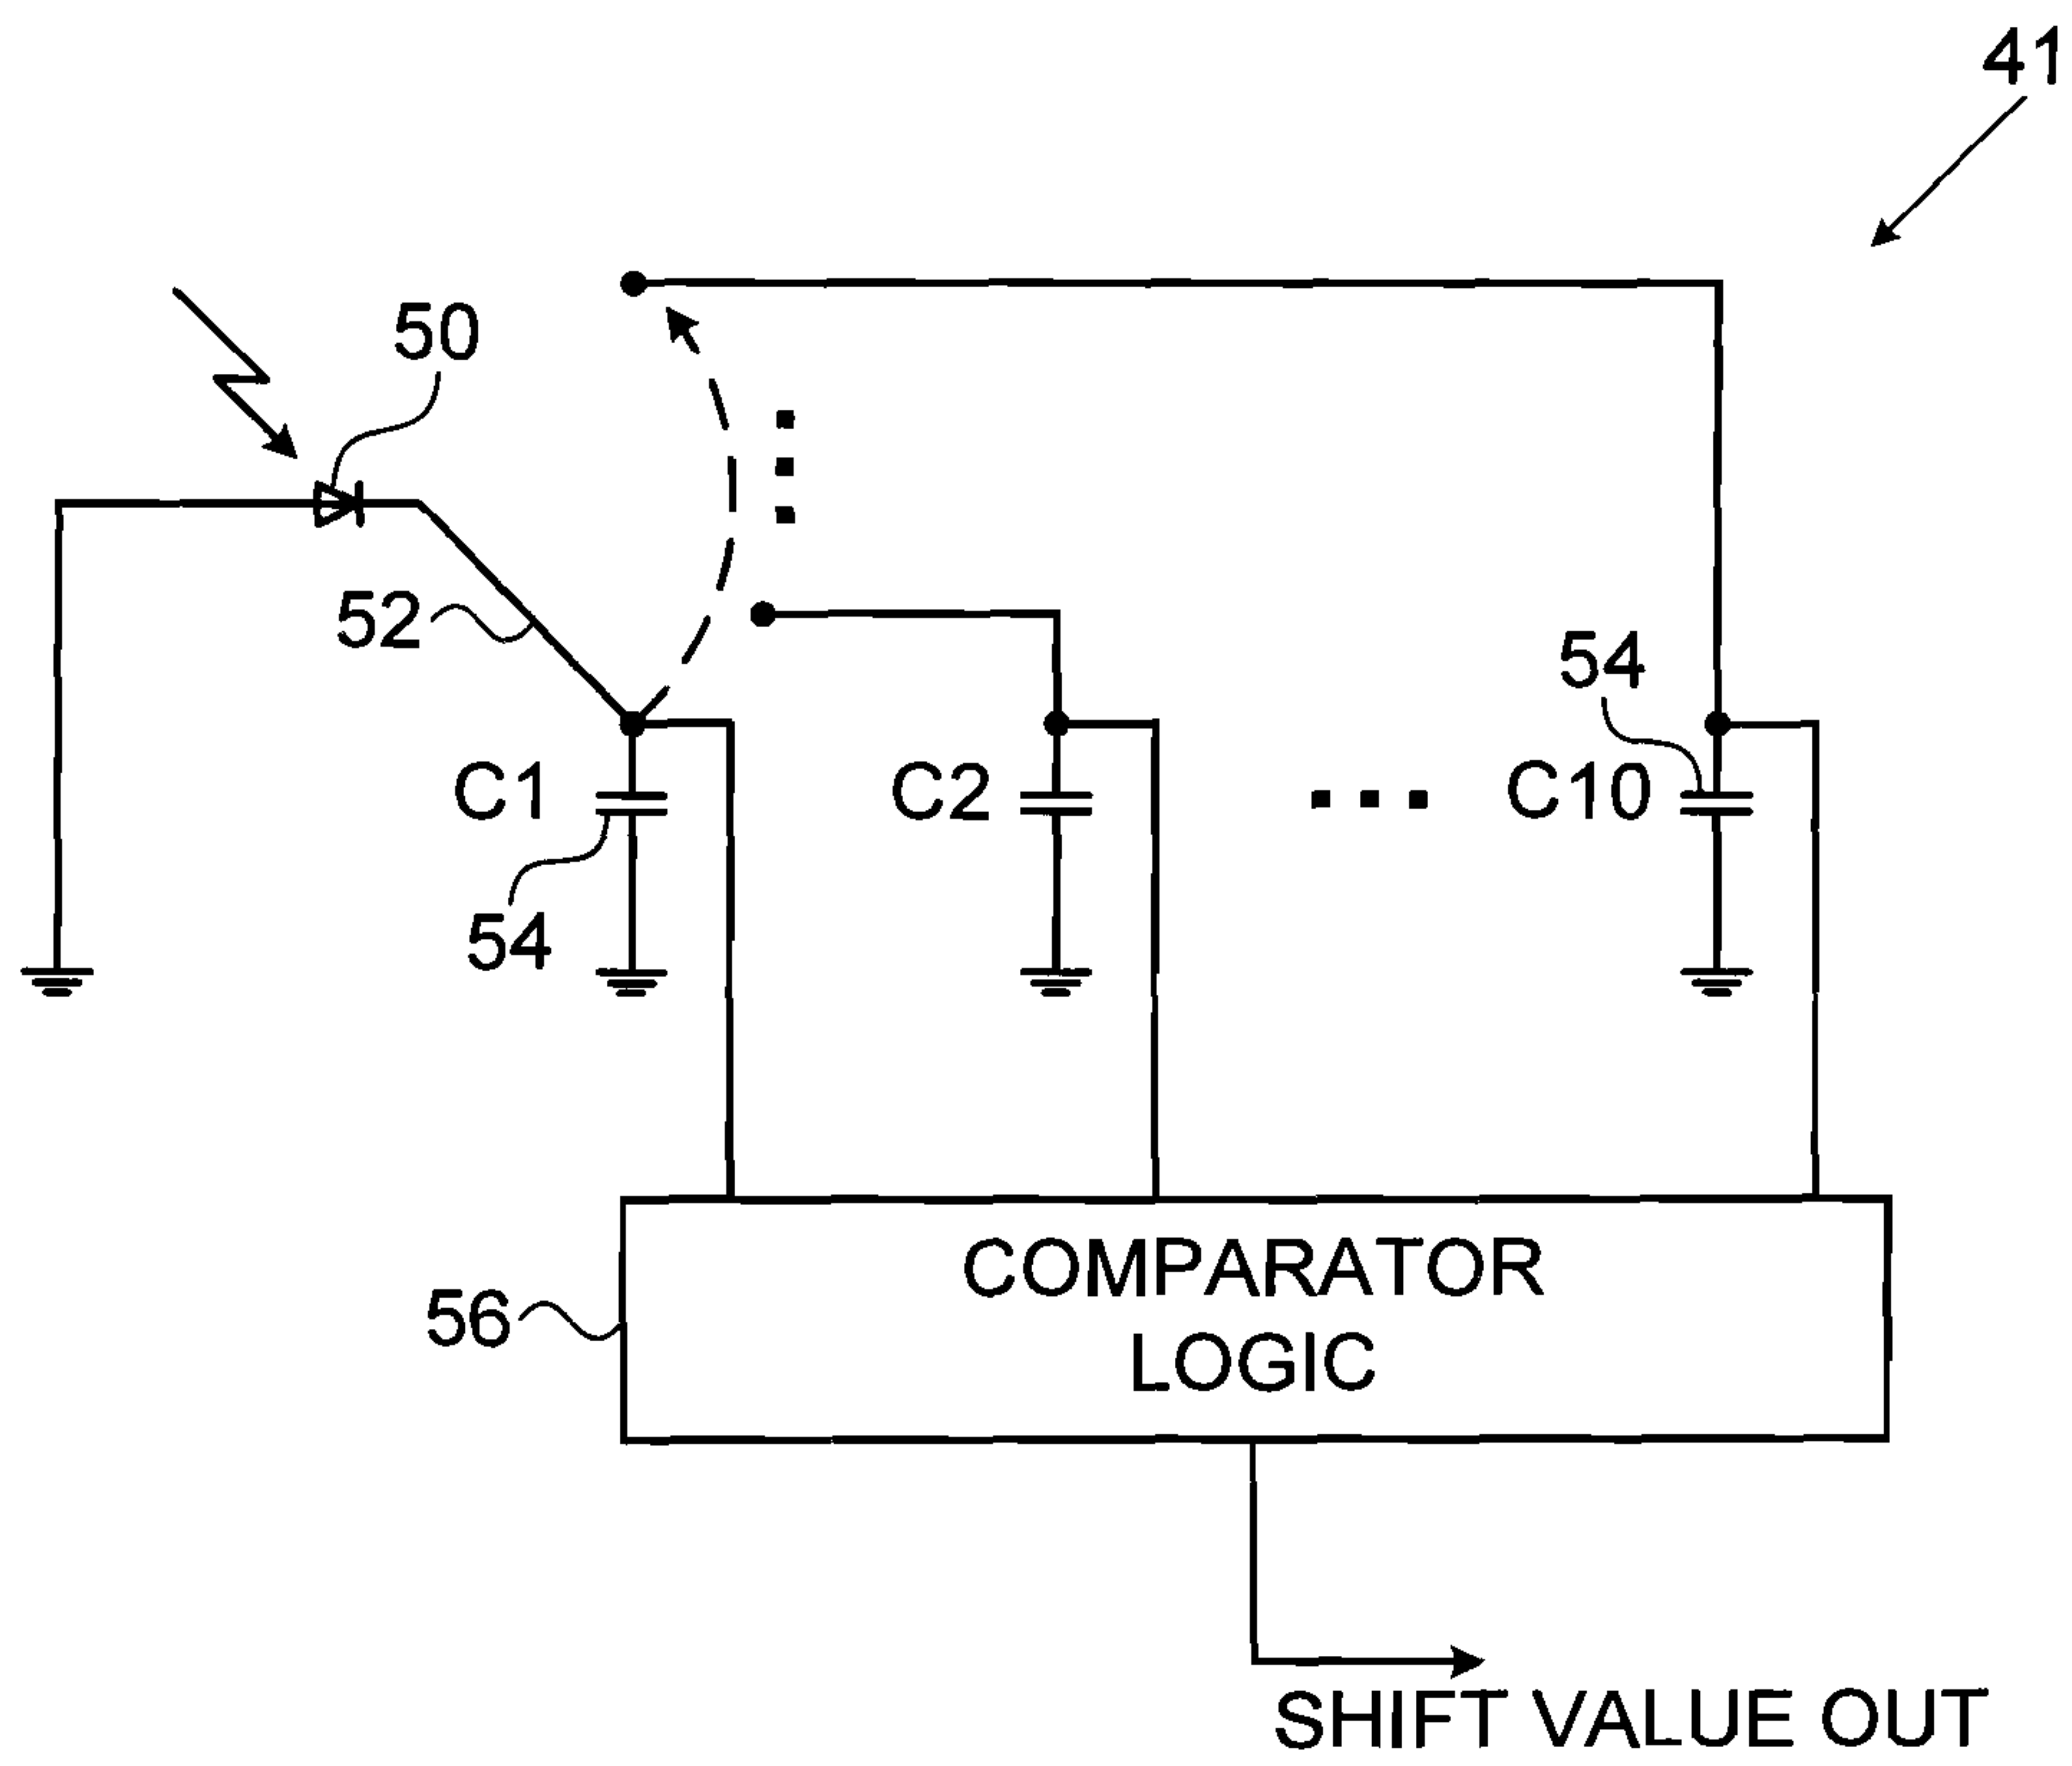 41
50
52
54
C1
C2
C10
54
COMPARATOR
LOGIC
56
SHIFT VALUE OUT